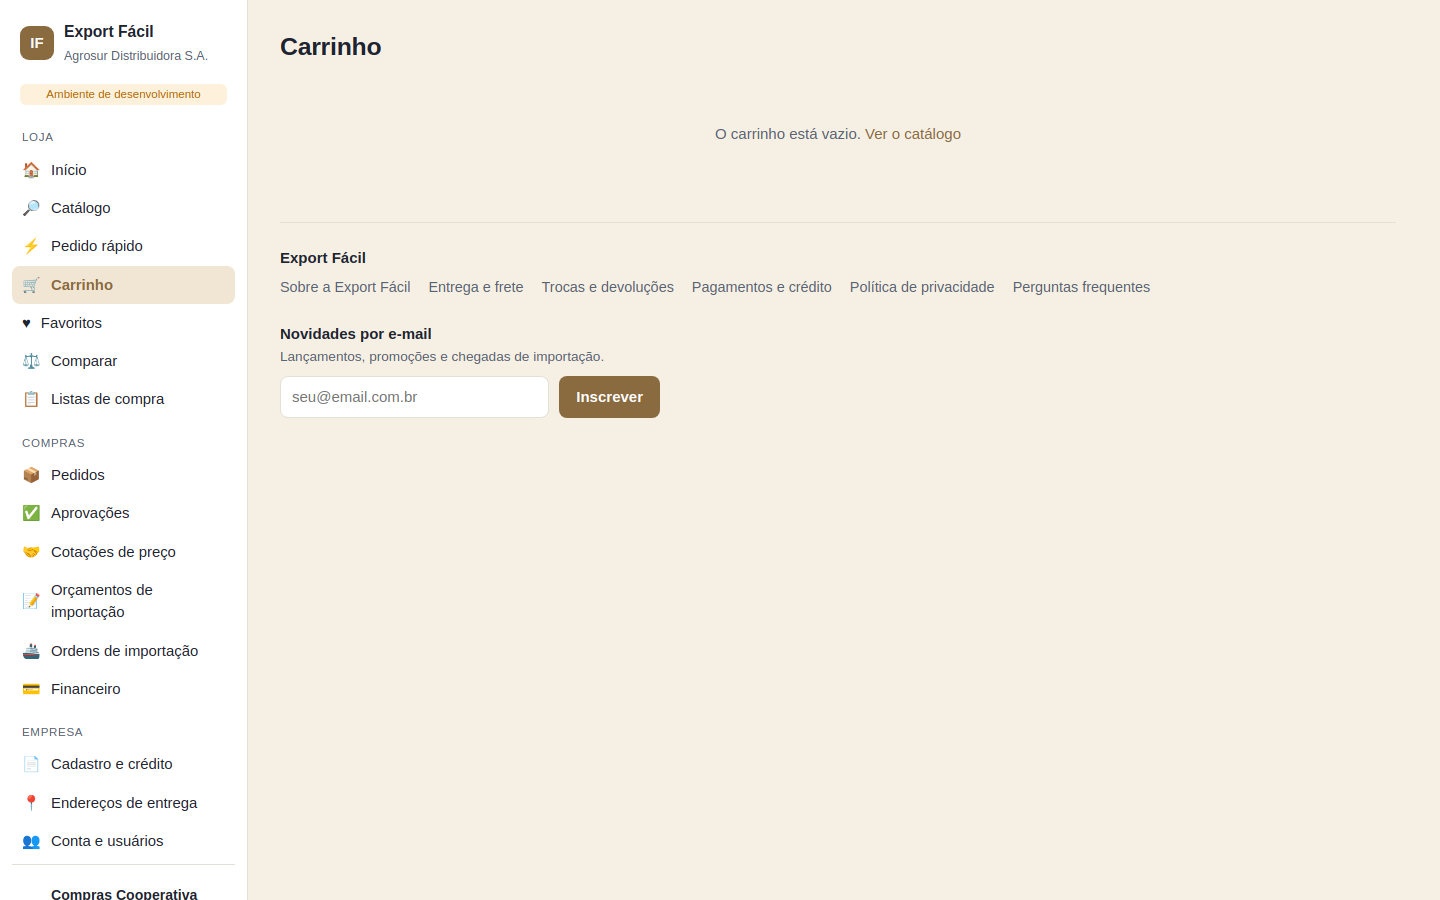 IF
Export Fácil
Agrosur Distribuidora S.A.
Ambiente de desenvolvimento
LOJA
Início
Catálogo
Pedido rápido
Carrinho
Favoritos
Comparar
Listas de compra
COMPRAS
Pedidos
Aprovações
Cotações de preço
Orçamentos de
importação
Ordens de importação
Financeiro
EMPRESA
Cadastro e crédito
Endereços de entrega
Conta e usuários
Compras Cooperativa
Carrinho
O carrinho está vazio. Ver o catálogo
Export Fácil
Sobre a Export Fácil Entrega e frete Trocas e devoluções Pagamentos e crédito Política de privacidade Perguntas frequentes
Novidades por e-mail
Lançamentos, promoções e chegadas de importação.
seu@email.com.br Inscrever